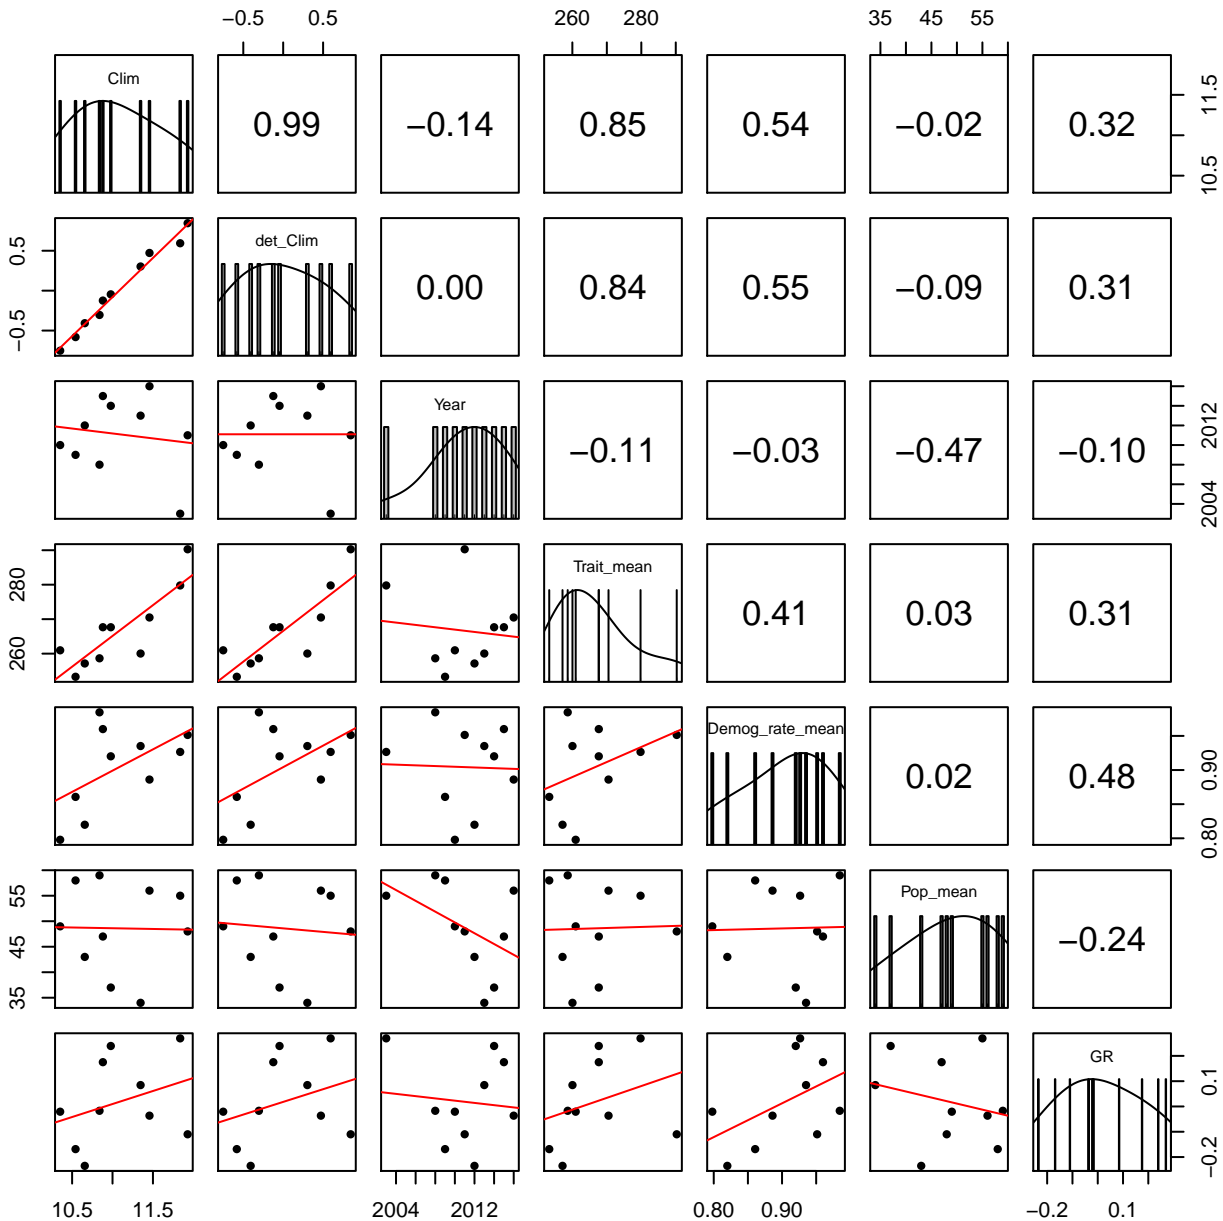 −0.5 0.5 260 280 35 45 55
Clim
0.99 −0.14 0.85 0.54 −0.02 0.32
10.5 11.5
det_Clim
0.00 0.84 0.55 −0.09 0.31
−0.5 0.5
Year
−0.11 −0.03 −0.47 −0.10
2004 2012
Trait_mean
0.41 0.03 0.31
260 280
Demog_rate_mean
0.02 0.48
0.80 0.90
Pop_mean
−0.24
35 45 55
GR
−0.2 0.1
10.5 11.5 2004 2012 0.80 0.90 −0.2 0.1